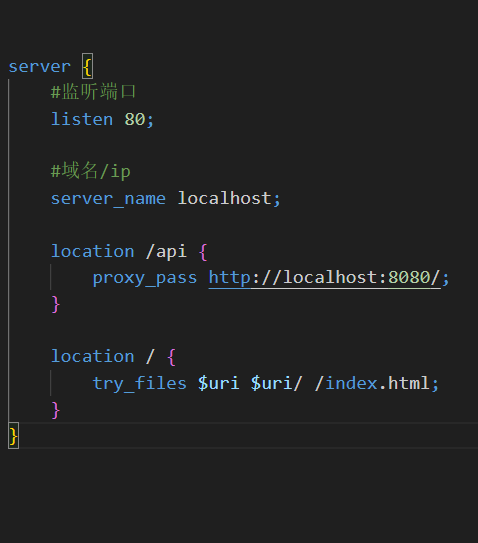 server {
#监听端口
listen 80;
#域名/ip
server_name localhost;
location /api {
proxy_pass http://localhost:8080/;
}
location / {
try_files $uri $uri/ /index.html;
}
}